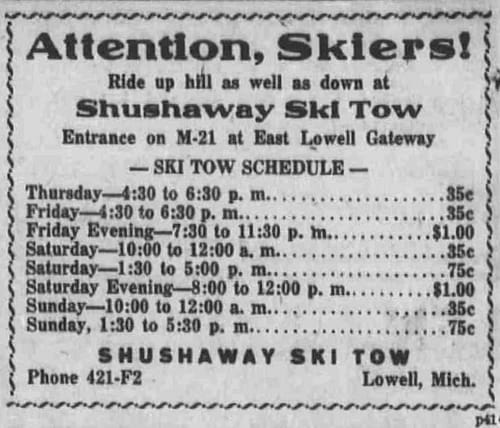 Attention, Skiers!
Ride up hill as well as down at
Shushaway Ski Tow
Entrance on M-21 at East Lowell Gateway
— SKI TOW SCHEDULE —
Thursday—4:30 to 6:30 p. m. 35c
Friday—4:30 to 6:30 p. m. 35c
Friday Evening—7:30 to 11:30 p. m. $1.00
Saturday—10:00 to 12:00 a. m. 35c
Saturday—1:30 to 5:00 p. m. 75c
Saturday Evening—8:00 to 12:00 p. m. $1.00
Sunday—10:00 to 12:00 a. m. 35c
Sunday, 1:30 to 5:30 p. m. 75c
SHUSHAWAY SKI TOW
Phone 421-F2 Lowell, Mich.
p41